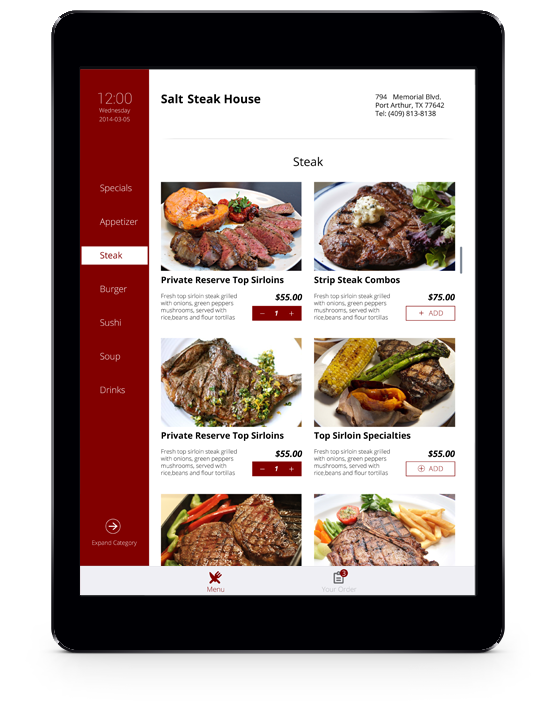 12:00
Wednesday
2014-03-05
Salt Steak House
794 Memorial Blvd.
Port Arthur, TX 77642
Tel: (409) 813-8138
Steak
Specials
Appetizer
Steak
Burger
Sushi
Soup
Drinks
Expand Category
Private Reserve Top Sirloins
Fresh top sirloin steak grilled
with onions, green peppers
mushrooms, served with
rice,beans and flour tortillas
$55.00
− 1 +
Strip Steak Combos
Fresh top sirloin steak grilled
with onions, green peppers
mushrooms, served with
rice,beans and flour tortillas
$75.00
+ ADD
Private Reserve Top Sirloins
Fresh top sirloin steak grilled
with onions, green peppers
mushrooms, served with
rice,beans and flour tortillas
$55.00
− 1 +
Top Sirloin Specialties
Fresh top sirloin steak grilled
with onions, green peppers
mushrooms, served with
rice,beans and flour tortillas
$55.00
+ ADD
Menu
Your Order